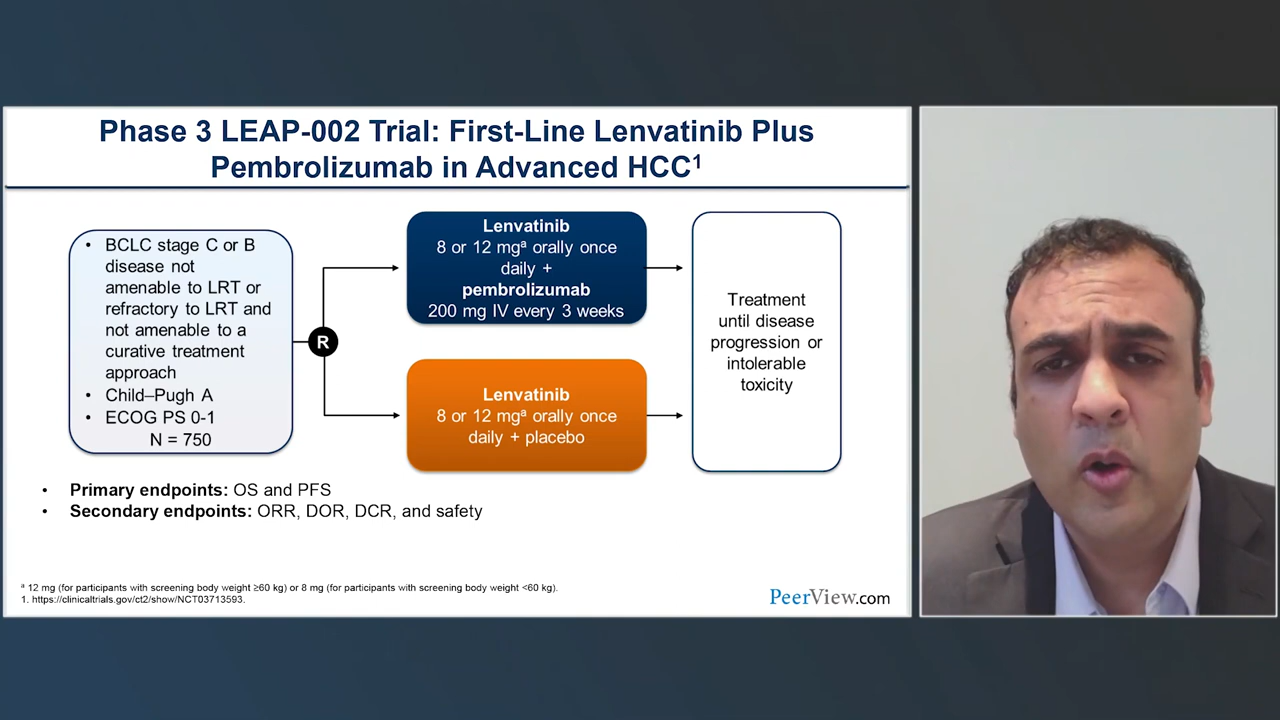 Phase 3 LEAP-002 Trial: First-Line Lenvatinib Plus
Pembrolizumab in Advanced HCC¹
• BCLC stage C or B
disease not
amenable to LRT or
refractory to LRT and
not amenable to a
curative treatment
approach
• Child–Pugh A
• ECOG PS 0-1
N = 750
R
Lenvatinib
8 or 12 mgᵃ orally once
daily +
pembrolizumab
200 mg IV every 3 weeks
Lenvatinib
8 or 12 mgᵃ orally once
daily + placebo
Treatment
until disease
progression or
intolerable
toxicity
• Primary endpoints: OS and PFS
• Secondary endpoints: ORR, DOR, DCR, and safety
ᵃ 12 mg (for participants with screening body weight ≥60 kg) or 8 mg (for participants with screening body weight <60 kg).
1. https://clinicaltrials.gov/ct2/show/NCT03713593.
PeerView.com